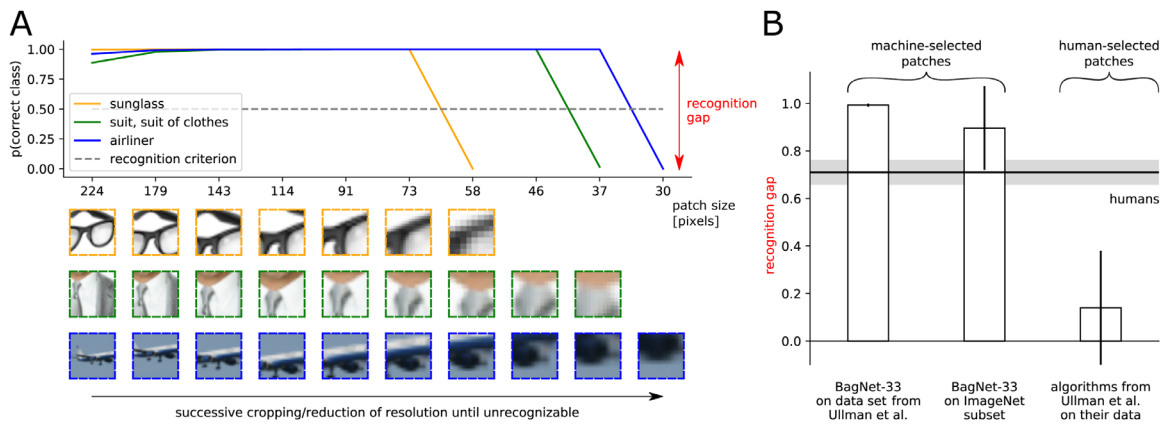 A
p(correct class)
1.00
0.75
0.50
0.25
0.00
sunglass
suit, suit of clothes
airliner
recognition criterion
recognition
gap
224 179 143 114 91 73 58 46 37 30
patch size
[pixels]
successive cropping/reduction of resolution until unrecognizable
B
machine-selected
patches
human-selected
patches
recognition gap
1.0
0.8
0.6
0.4
0.2
0.0
humans
BagNet-33
on data set from
Ullman et al.
BagNet-33
on ImageNet
subset
algorithms from
Ullman et al.
on their data